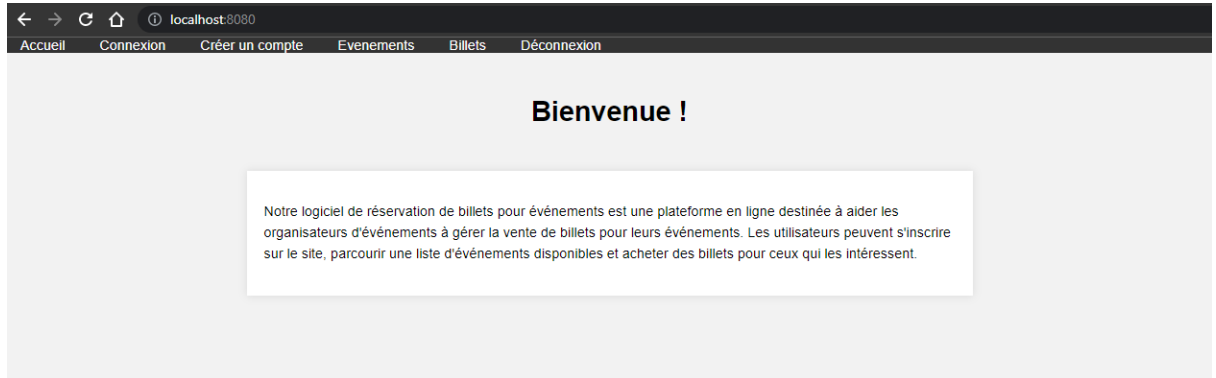 localhost:8080
Accueil Connexion Créer un compte Evenements Billets Déconnexion
Bienvenue !
Notre logiciel de réservation de billets pour événements est une plateforme en ligne destinée à aider les
organisateurs d'événements à gérer la vente de billets pour leurs événements. Les utilisateurs peuvent s'inscrire
sur le site, parcourir une liste d'événements disponibles et acheter des billets pour ceux qui les intéressent.